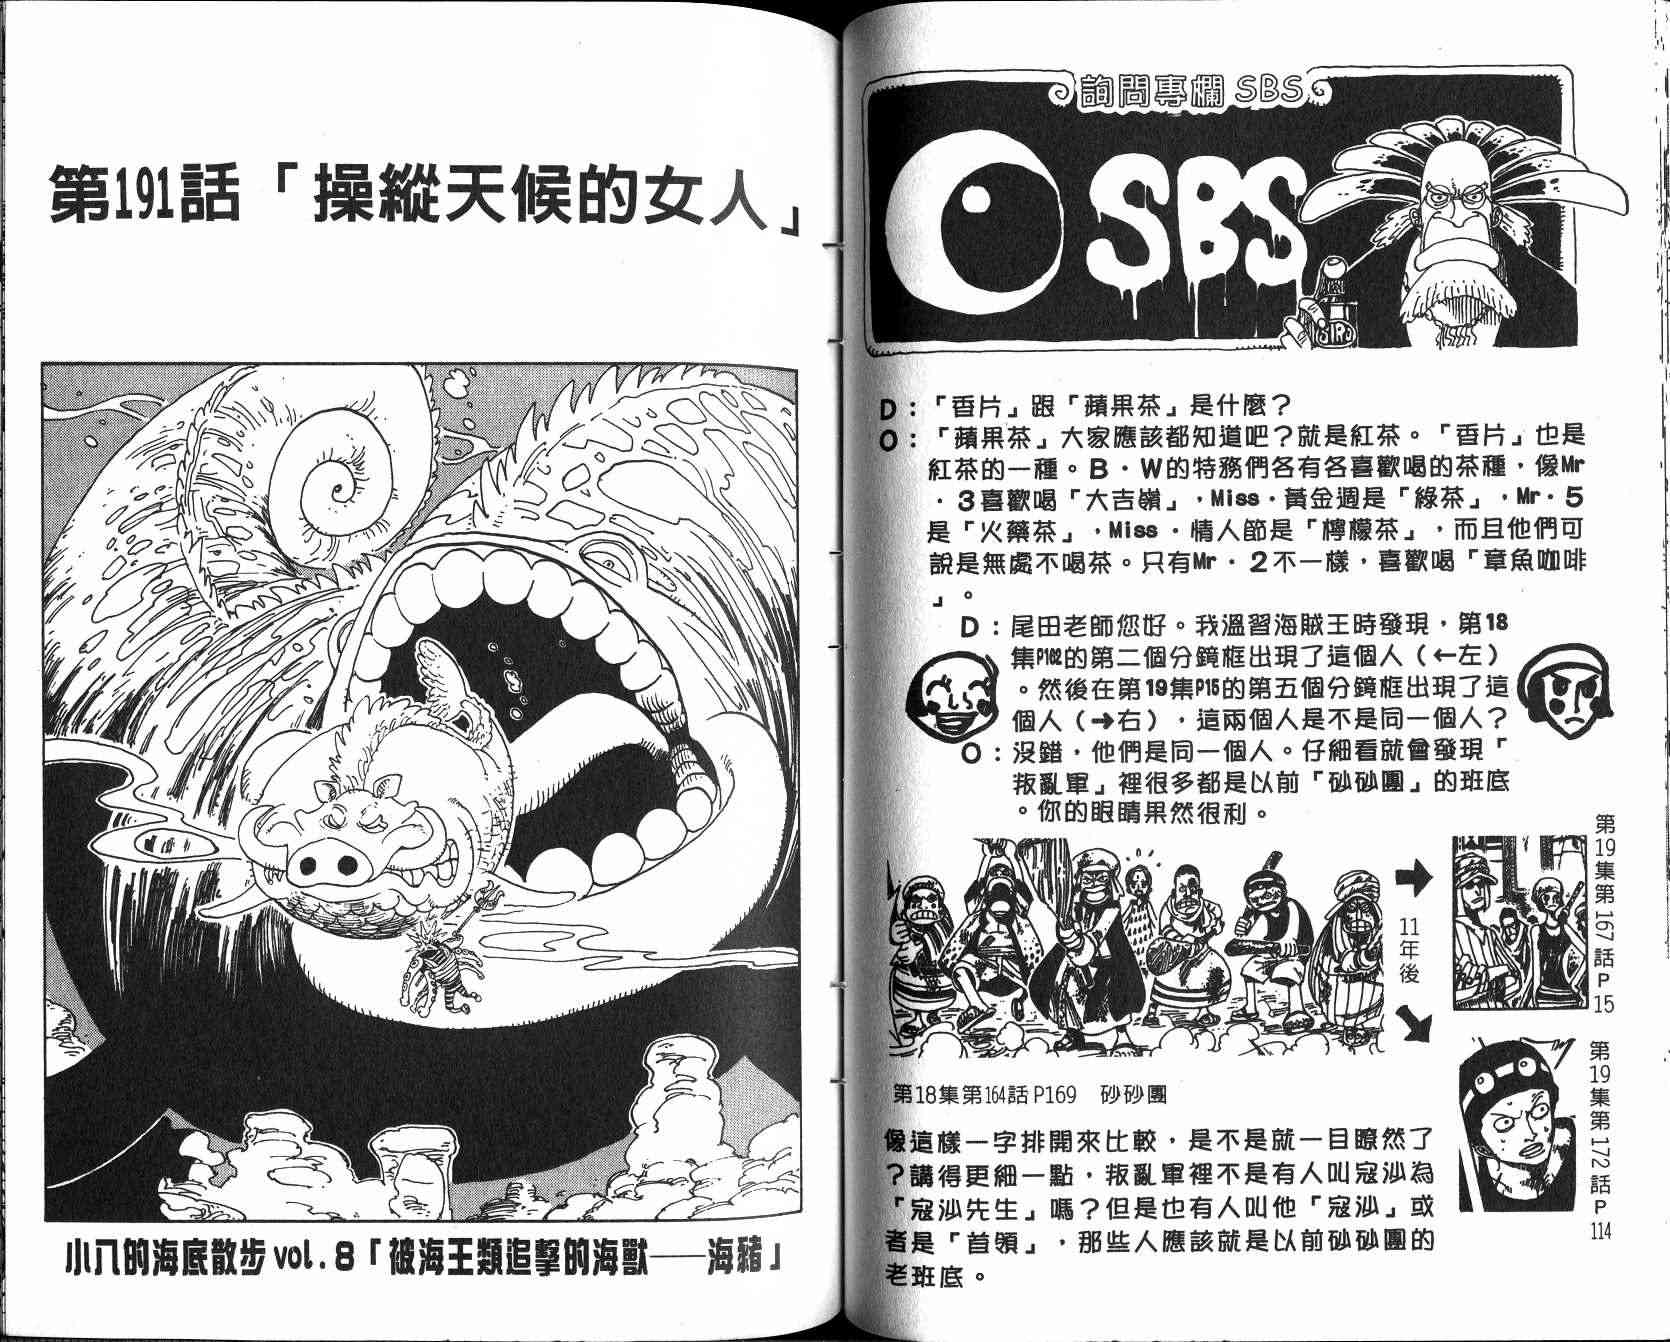 詢問專欄 SBS
SBS
D：「香片」跟「蘋果茶」是什麼？
O：「蘋果茶」大家應該都知道吧？就是紅茶。「香片」也是
紅茶的一種。B・W的特務們各有各喜歡喝的茶種，像Mr
・3喜歡喝「大吉嶺」，Miss・黃金週是「綠茶」，Mr・5
是「火藥茶」，Miss・情人節是「檸檬茶」，而且他們可
說是無處不喝茶。只有Mr・2不一樣，喜歡喝「章魚咖啡
」。
D：尾田老師您好。我溫習海賊王時發現，第18
集P162的第二個分鏡框出現了這個人（←左）
。然後在第19集P15的第五個分鏡框出現了這
個人（→右），這兩個人是不是同一個人？
O：沒錯，他們是同一個人。仔細看就會發現「
叛亂軍」裡很多都是以前「砂砂團」的班底
。你的眼睛果然很利。
11年後
第19集第167話P15
第19集第172話P114
第18集第164話P169　砂砂團
像這樣一字排開來比較，是不是就一目瞭然了
？講得更細一點，叛亂軍裡不是有人叫寇沙為
「寇沙先生」嗎？但是也有人叫他「寇沙」或
者是「首領」，那些人應該就是以前砂砂團的
老班底。
第191話「操縱天候的女人」
小八的海底散步 vol.8「被海王類追擊的海獸——海豬」